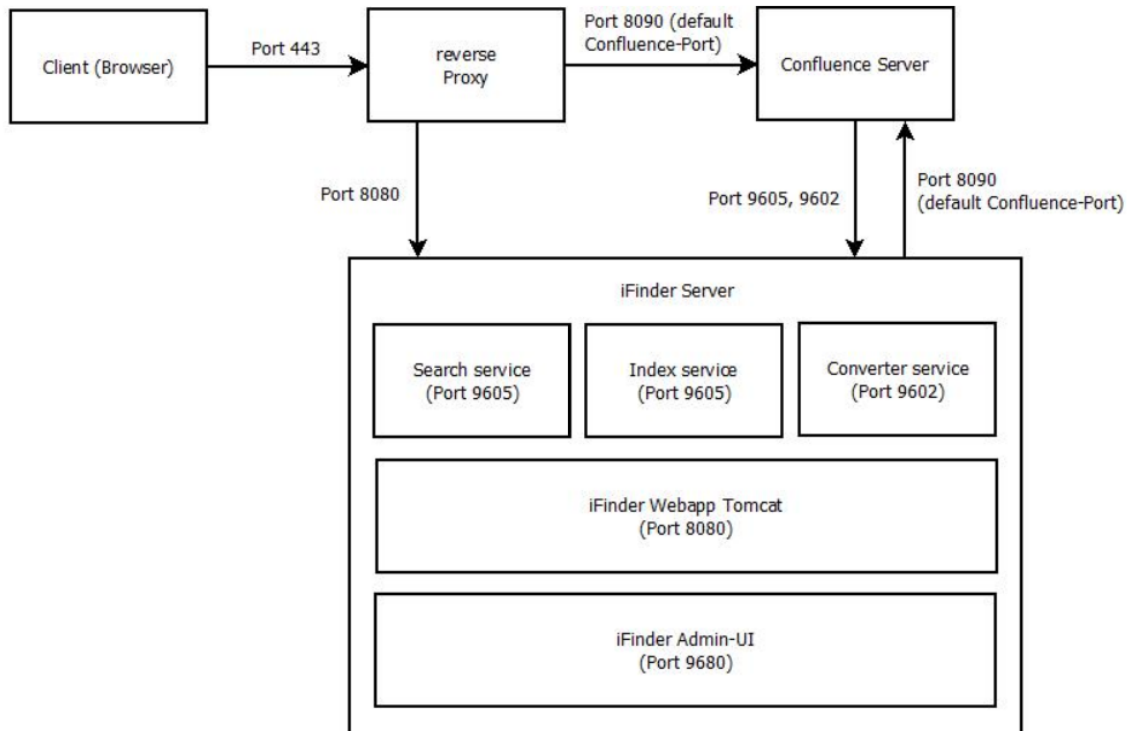 Client (Browser)
Port 443
reverse
Proxy
Port 8090 (default
Confluence-Port)
Confluence Server
Port 8080
Port 9605, 9602
Port 8090
(default Confluence-Port)
iFinder Server
Search service
(Port 9605)
Index service
(Port 9605)
Converter service
(Port 9602)
iFinder Webapp Tomcat
(Port 8080)
iFinder Admin-UI
(Port 9680)